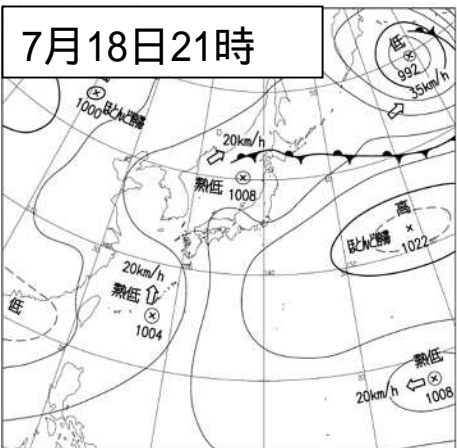 7月18日21時
低
992
35km/h
ほとんど停滞
1000
20km/h
熱低
1008
高
ほとんど停滞
1022
20km/h
熱低
1004
低
熱低
20km/h
1008